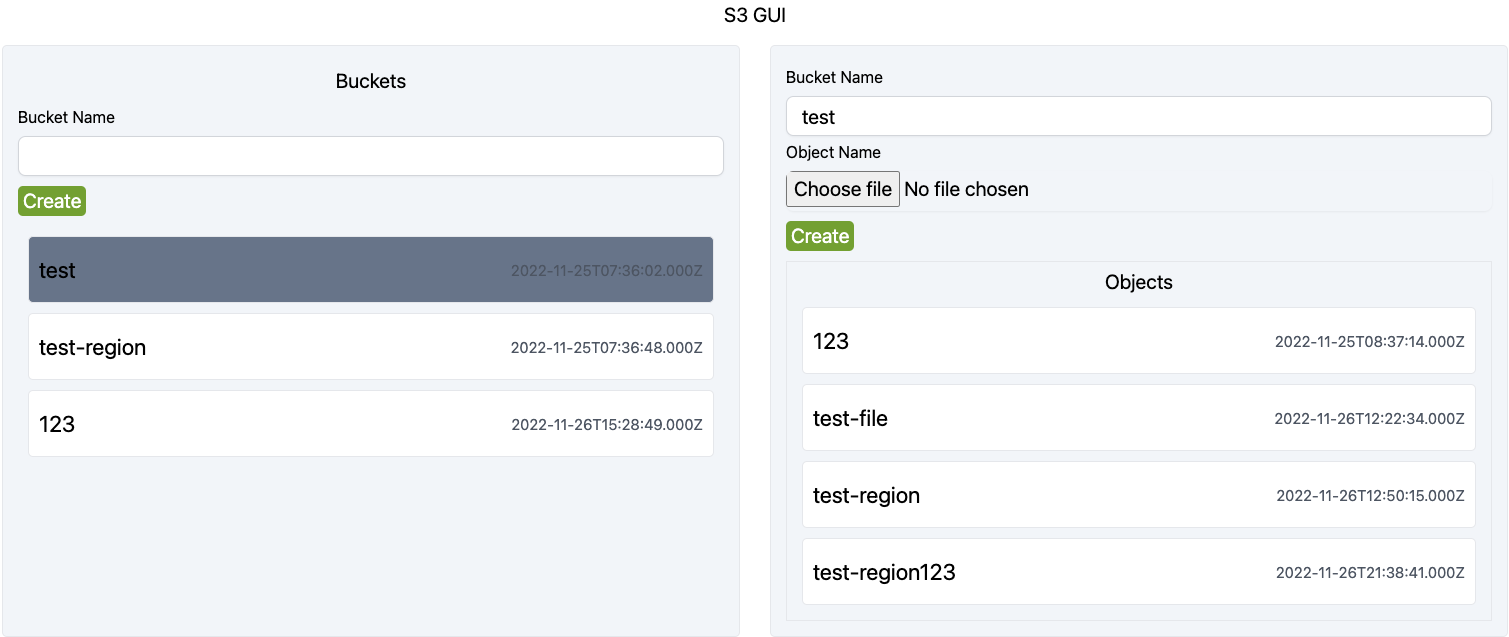 S3 GUI
Buckets
Bucket Name
Create
test 2022-11-25T07:36:02.000Z
test-region 2022-11-25T07:36:48.000Z
123 2022-11-26T15:28:49.000Z
Bucket Name
test
Object Name
Choose file No file chosen
Create
Objects
123 2022-11-25T08:37:14.000Z
test-file 2022-11-26T12:22:34.000Z
test-region 2022-11-26T12:50:15.000Z
test-region123 2022-11-26T21:38:41.000Z